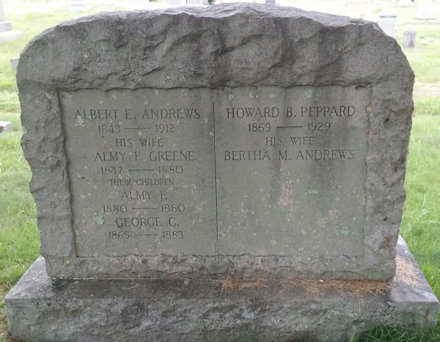 ALBERT E. ANDREWS
1843 — 1912
HIS WIFE
ALMY F. GREENE
1847 — 1880
THEIR CHILDREN
ALMY F.
1880 — 1880
GEORGE C.
1865 — 1883
HOWARD B. PEPPARD
1869 — 1929
HIS WIFE
BERTHA M. ANDREWS